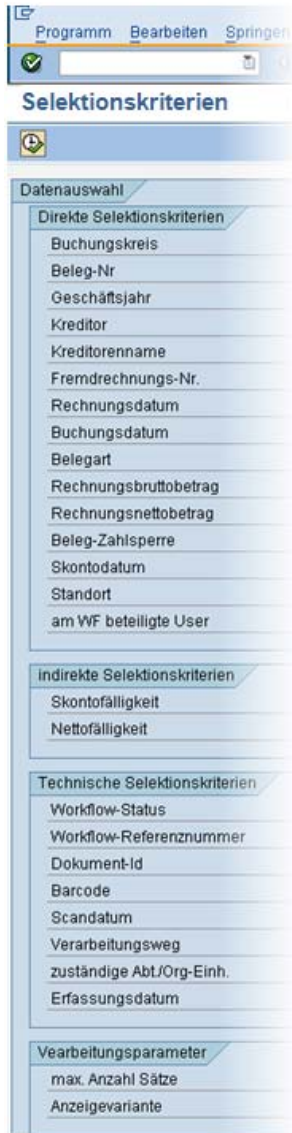 Programm Bearbeiten Springen
Selektionskriterien
Datenauswahl
Direkte Selektionskriterien
Buchungskreis
Beleg-Nr
Geschäftsjahr
Kreditor
Kreditorenname
Fremdrechnungs-Nr.
Rechnungsdatum
Buchungsdatum
Belegart
Rechnungsbruttobetrag
Rechnungsnettobetrag
Beleg-Zahlsperre
Skontodatum
Standort
am WF beteiligte User
indirekte Selektionskriterien
Skontofälligkeit
Nettofälligkeit
Technische Selektionskriterien
Workflow-Status
Workflow-Referenznummer
Dokument-Id
Barcode
Scandatum
Verarbeitungsweg
zuständige Abt./Org-Einh.
Erfassungsdatum
Vearbeitungsparameter
max. Anzahl Sätze
Anzeigevariante